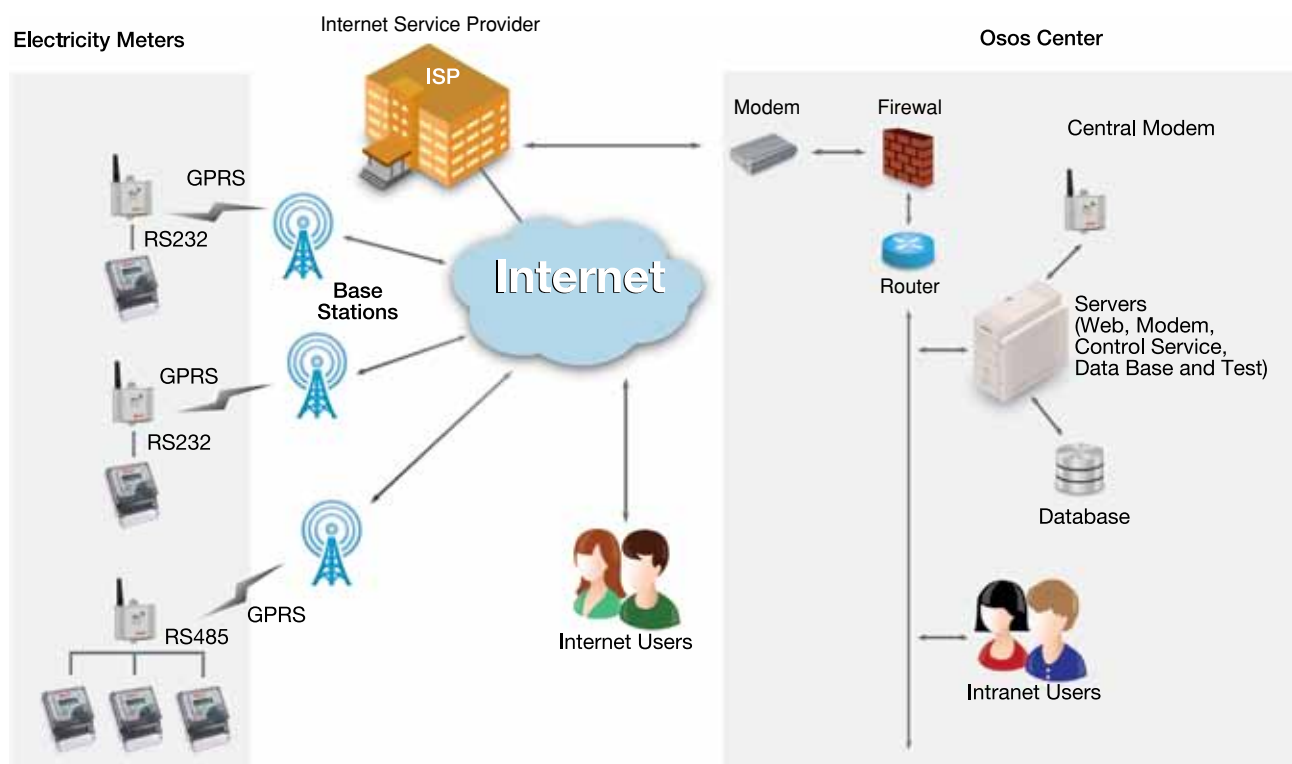 Internet Service Provider
Electricity Meters
Osos Center
ISP
Modem
Firewal
Central Modem
GPRS
RS232
Internet
Base
Stations
Router
Servers
(Web, Modem,
Control Service,
Data Base and Test)
GPRS
RS232
Database
GPRS
RS485
Internet Users
Intranet Users